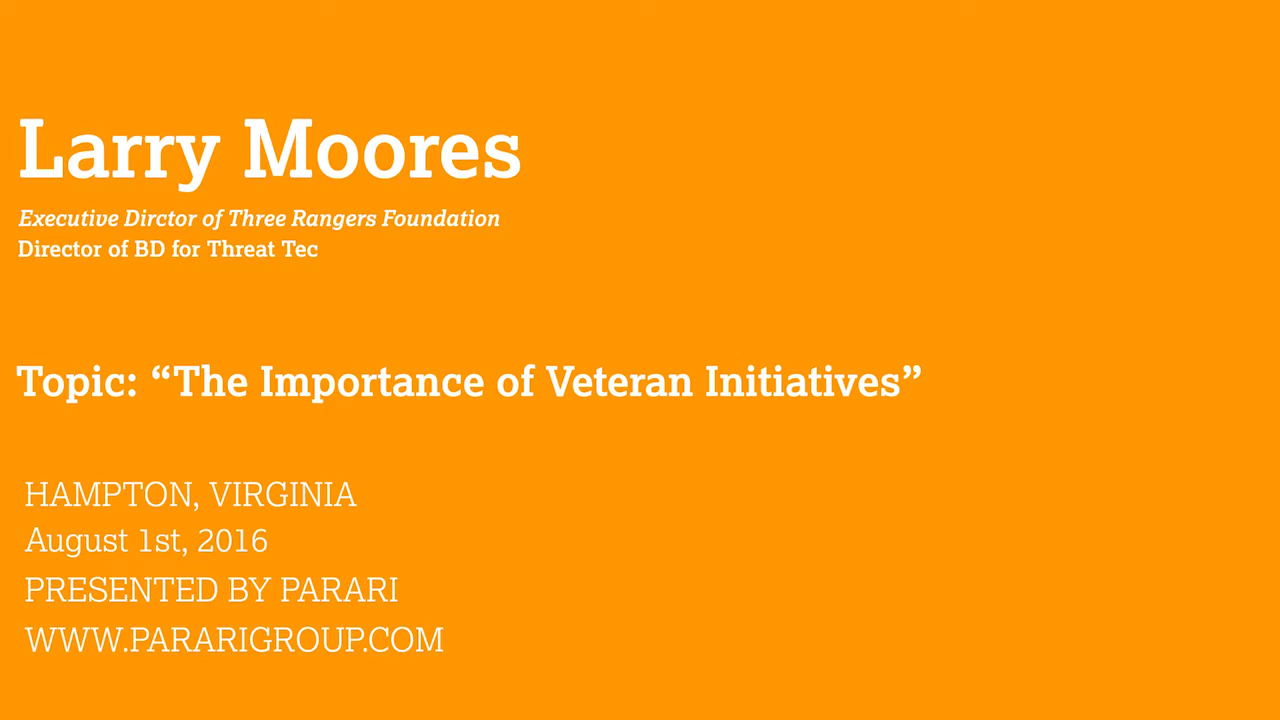 Larry Moores
Executive Dirctor of Three Rangers Foundation
Director of BD for Threat Tec
Topic: “The Importance of Veteran Initiatives”
HAMPTON, VIRGINIA
August 1st, 2016
PRESENTED BY PARARI
WWW.PARARIGROUP.COM